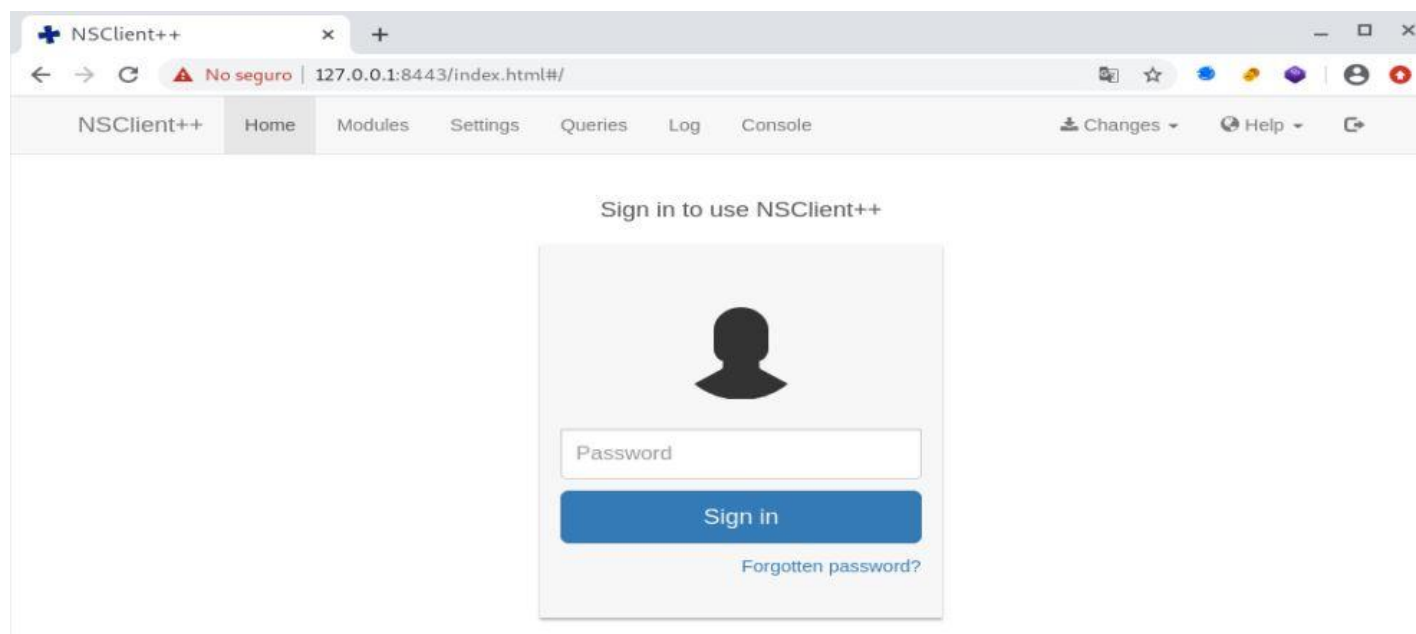 NSClient++
No seguro 127.0.0.1:8443/index.html#/
NSClient++ Home Modules Settings Queries Log Console Changes Help
Sign in to use NSClient++
Password
Sign in
Forgotten password?